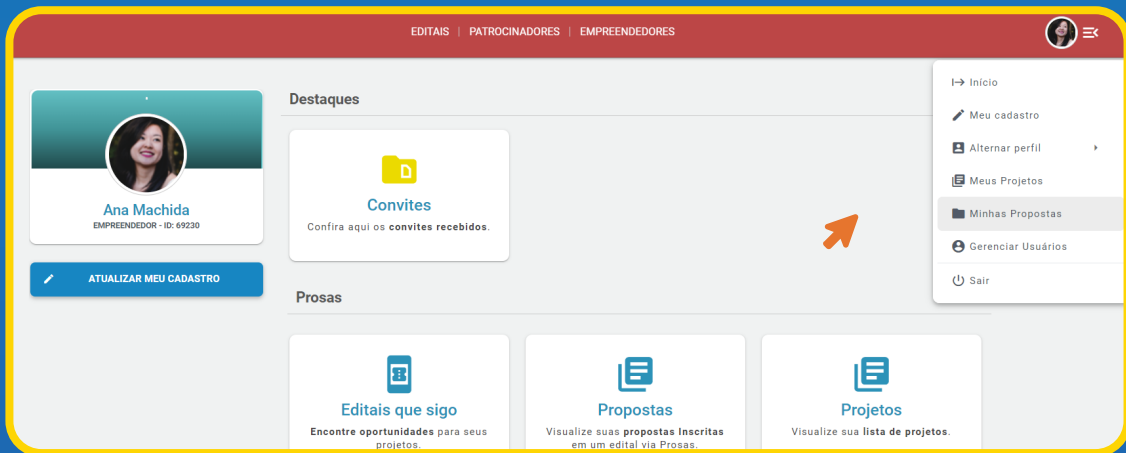 EDITAIS | PATROCINADORES | EMPREENDEDORES
Início
Meu cadastro
Alternar perfil
Meus Projetos
Minhas Propostas
Gerenciar Usuários
Sair
Ana Machida
EMPREENDEDOR - ID: 69230
ATUALIZAR MEU CADASTRO
Destaques
Convites
Confira aqui os convites recebidos.
Prosas
Editais que sigo
Encontre oportunidades para seus
projetos.
Propostas
Visualize suas propostas Inscritas
em um edital via Prosas.
Projetos
Visualize sua lista de projetos.